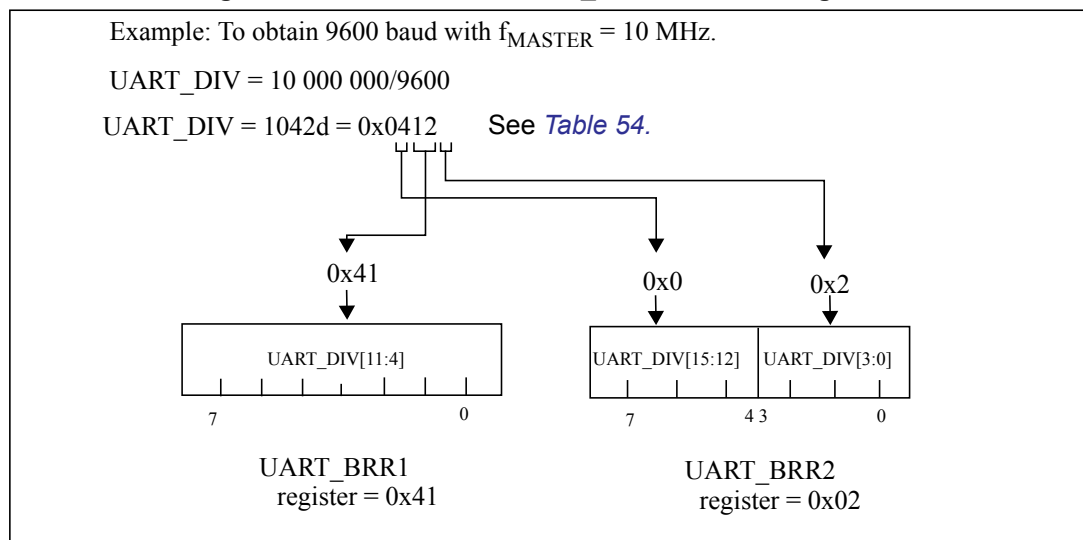 Example: To obtain 9600 baud with fMASTER = 10 MHz.
UART_DIV = 10 000 000/9600
UART_DIV = 1042d = 0x0412 See Table 54.
0x41 0x0 0x2
UART_DIV[11:4] UART_DIV[15:12] UART_DIV[3:0]
7 0 7 4 3 0
UART_BRR1 UART_BRR2
register = 0x41 register = 0x02